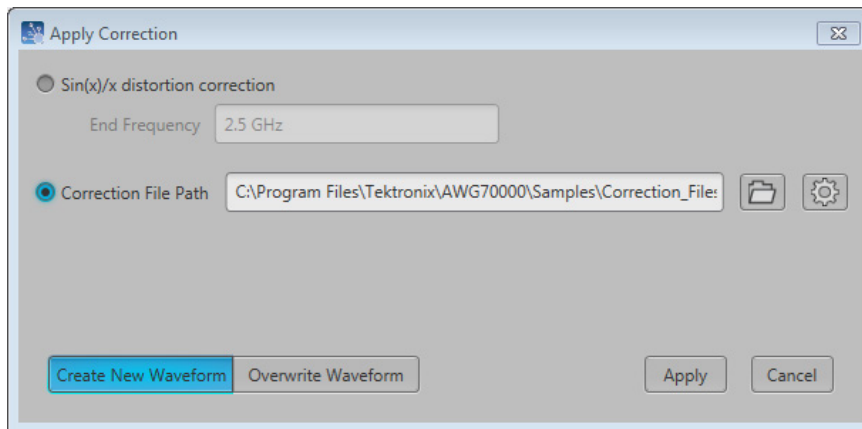 Apply Correction
Sin(x)/x distortion correction
End Frequency 2.5 GHz
Correction File Path C:\Program Files\Tektronix\AWG70000\Samples\Correction_Files
Create New Waveform Overwrite Waveform Apply Cancel